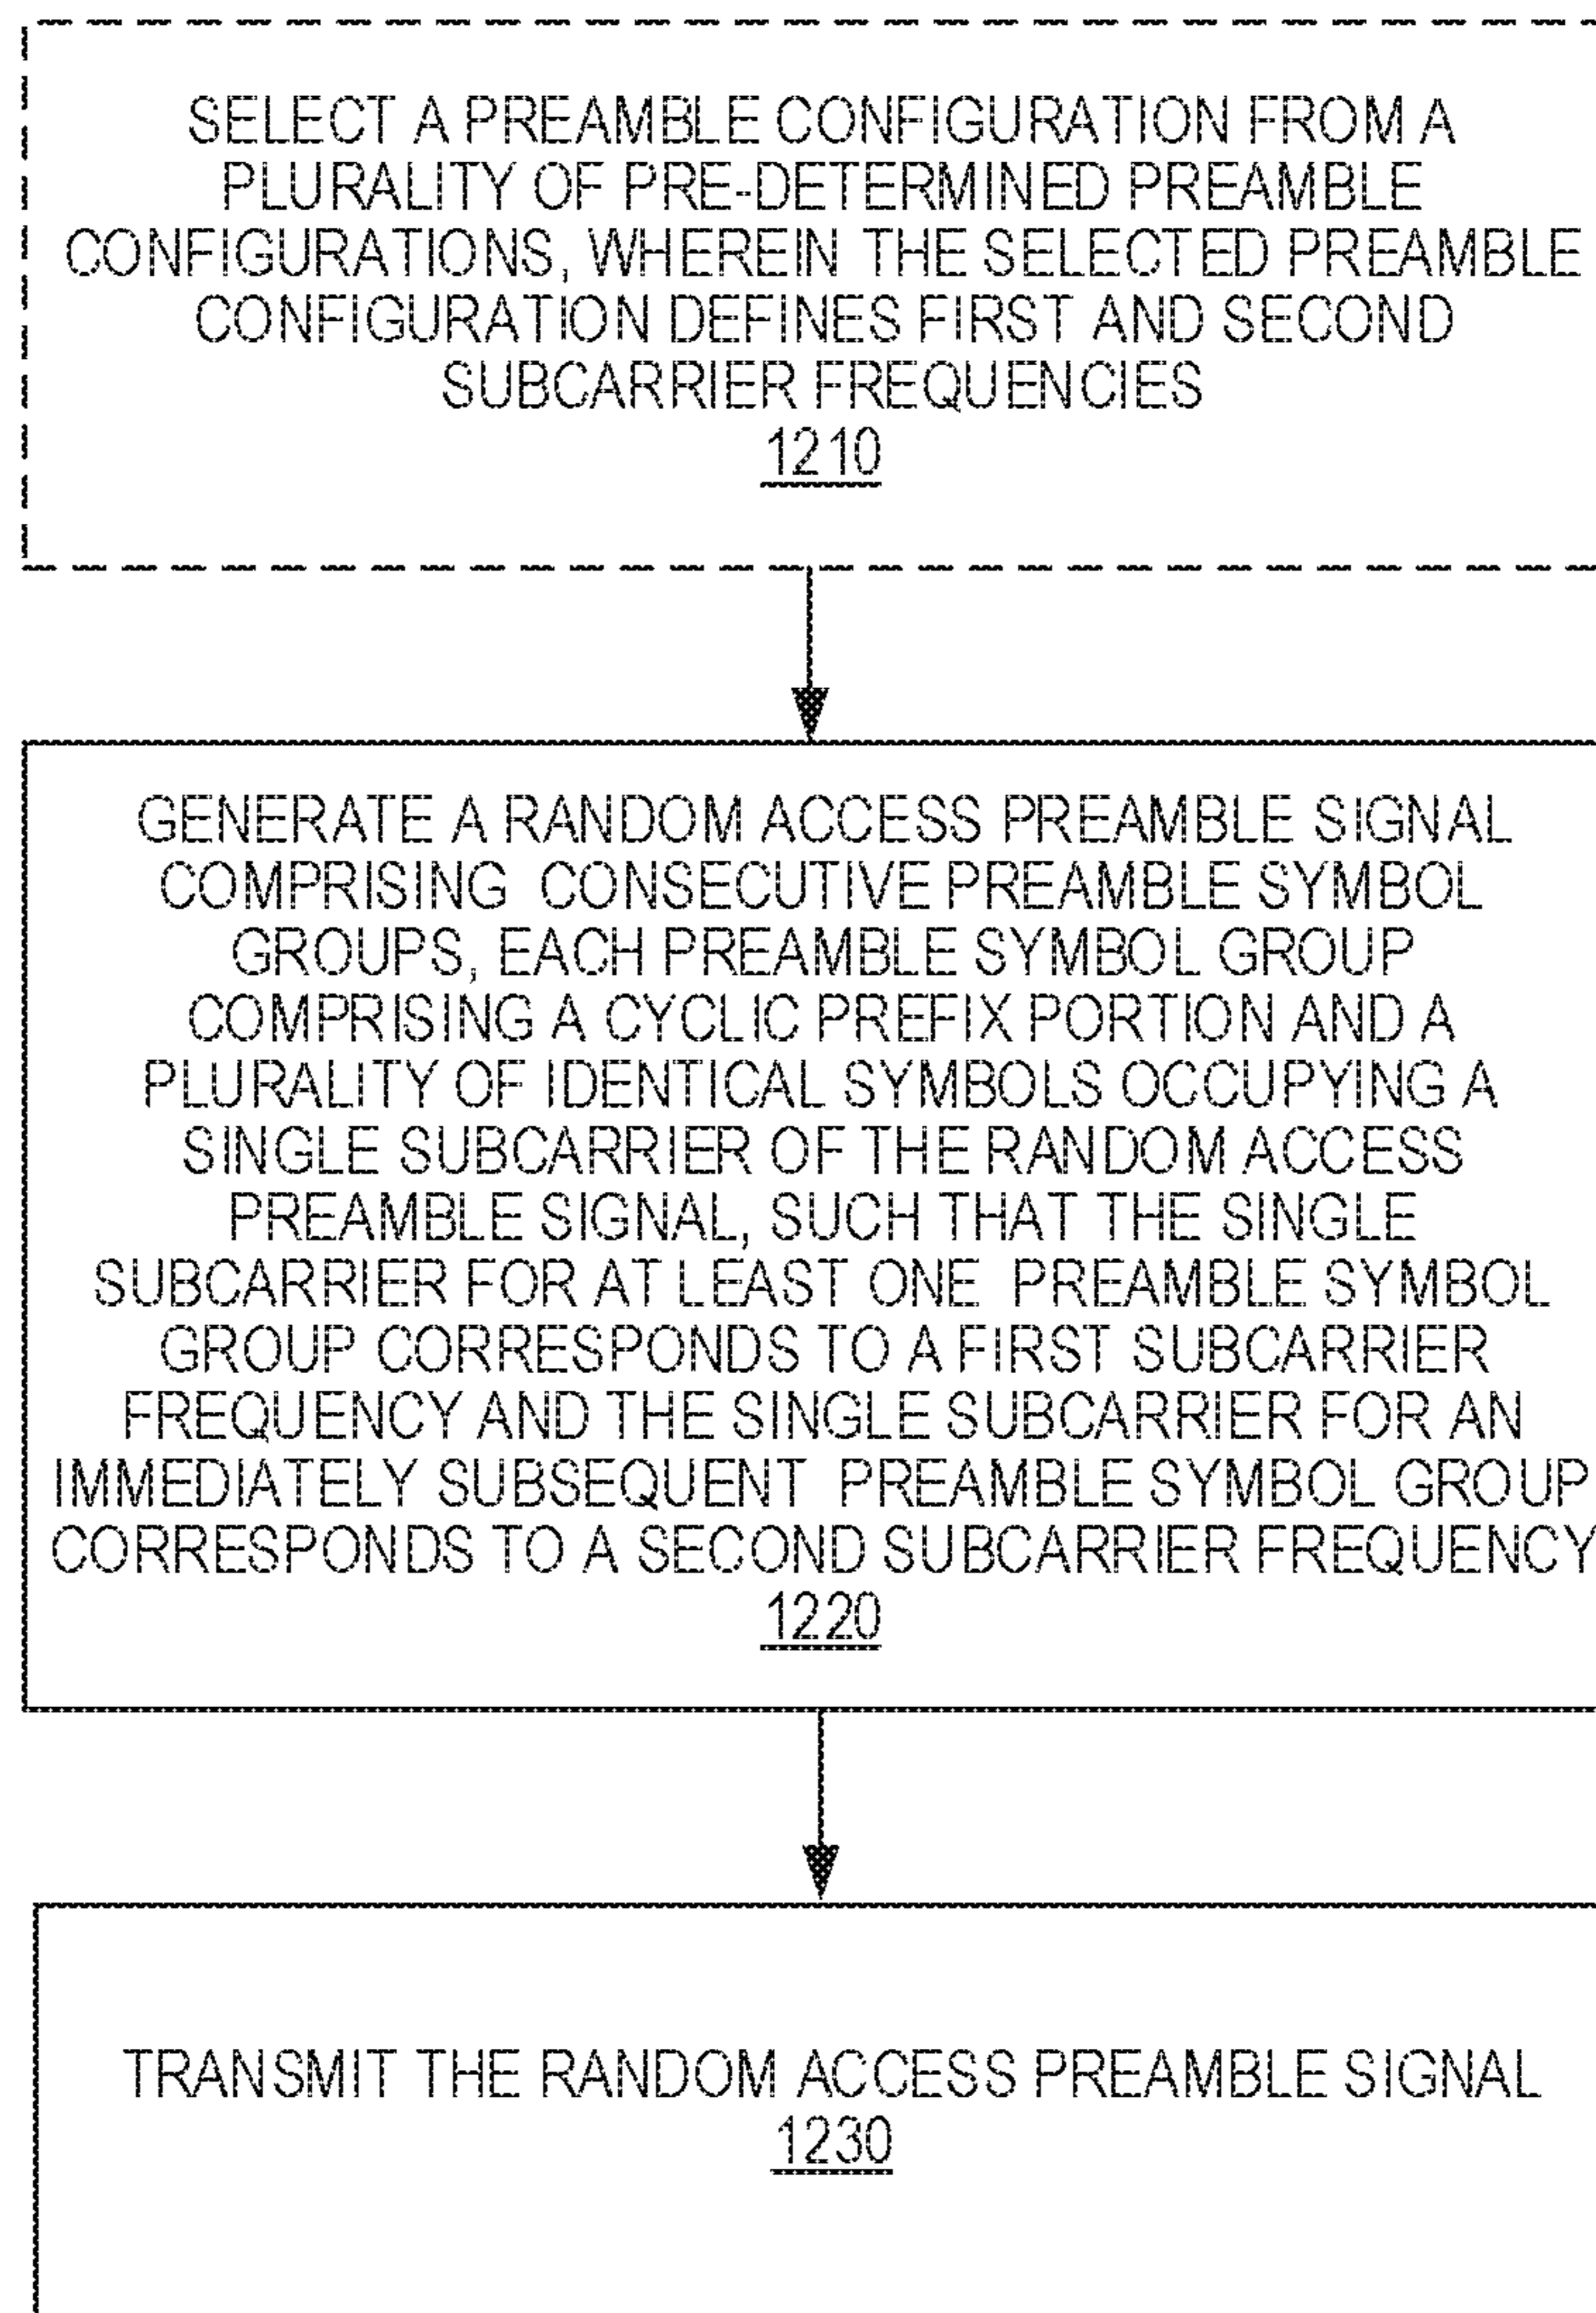 SELECT A PREAMBLE CONFIGURATION FROM A
PLURALITY OF PRE-DETERMINED PREAMBLE
CONFIGURATIONS, WHEREIN THE SELECTED PREAMBLE
CONFIGURATION DEFINES FIRST AND SECOND
SUBCARRIER FREQUENCIES
1210
GENERATE A RANDOM ACCESS PREAMBLE SIGNAL
COMPRISING CONSECUTIVE PREAMBLE SYMBOL
GROUPS, EACH PREAMBLE SYMBOL GROUP
COMPRISING A CYCLIC PREFIX PORTION AND A
PLURALITY OF IDENTICAL SYMBOLS OCCUPYING A
SINGLE SUBCARRIER OF THE RANDOM ACCESS
PREAMBLE SIGNAL, SUCH THAT THE SINGLE
SUBCARRIER FOR AT LEAST ONE PREAMBLE SYMBOL
GROUP CORRESPONDS TO A FIRST SUBCARRIER
FREQUENCY AND THE SINGLE SUBCARRIER FOR AN
IMMEDIATELY SUBSEQUENT PREAMBLE SYMBOL GROUP
CORRESPONDS TO A SECOND SUBCARRIER FREQUENCY
1220
TRANSMIT THE RANDOM ACCESS PREAMBLE SIGNAL
1230